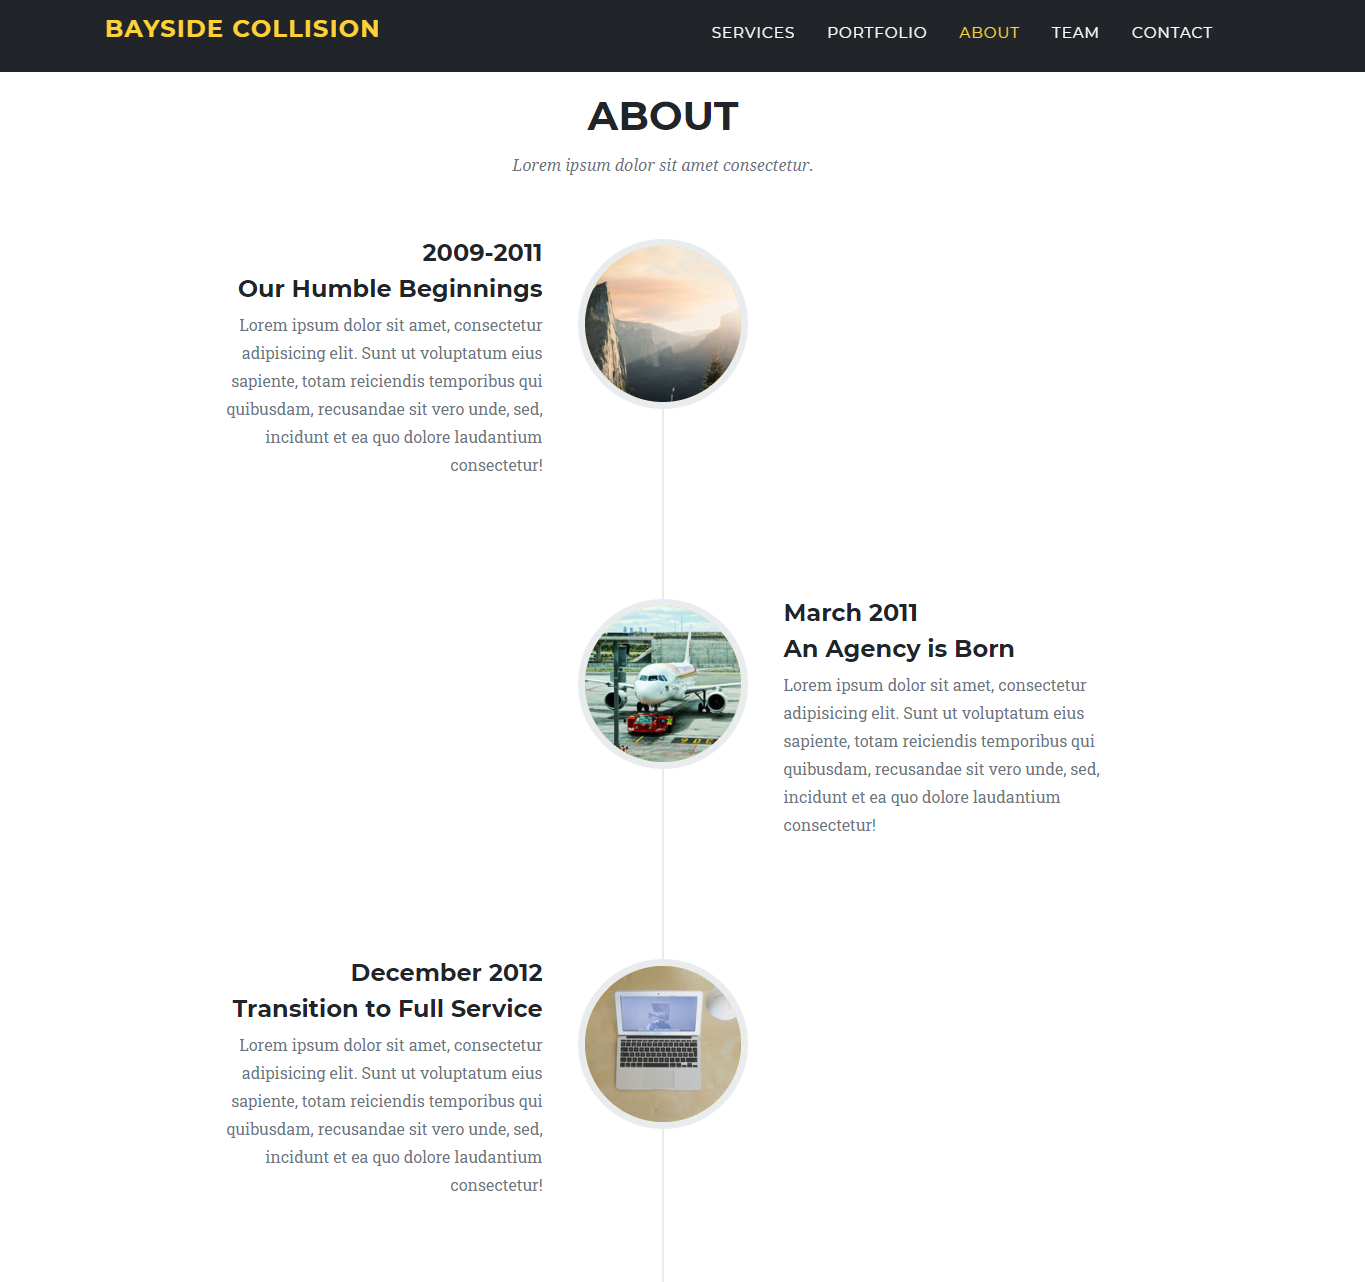 BAYSIDE COLLISION
SERVICES PORTFOLIO ABOUT TEAM CONTACT
ABOUT
Lorem ipsum dolor sit amet consectetur.
2009-2011
Our Humble Beginnings
Lorem ipsum dolor sit amet, consectetur
adipisicing elit. Sunt ut voluptatum eius
sapiente, totam reiciendis temporibus qui
quibusdam, recusandae sit vero unde, sed,
incidunt et ea quo dolore laudantium
consectetur!
March 2011
An Agency is Born
Lorem ipsum dolor sit amet, consectetur
adipisicing elit. Sunt ut voluptatum eius
sapiente, totam reiciendis temporibus qui
quibusdam, recusandae sit vero unde, sed,
incidunt et ea quo dolore laudantium
consectetur!
December 2012
Transition to Full Service
Lorem ipsum dolor sit amet, consectetur
adipisicing elit. Sunt ut voluptatum eius
sapiente, totam reiciendis temporibus qui
quibusdam, recusandae sit vero unde, sed,
incidunt et ea quo dolore laudantium
consectetur!